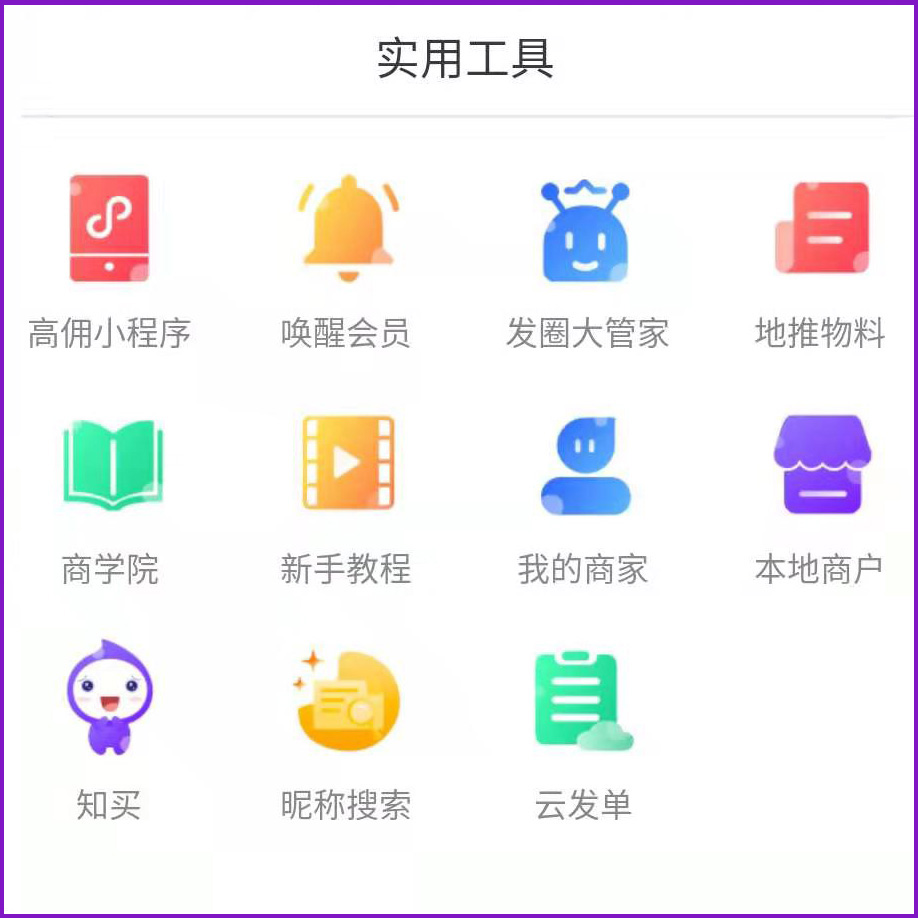 实用工具
高佣小程序 唤醒会员 发圈大管家 地推物料
商学院 新手教程 我的商家 本地商户
知买 昵称搜索 云发单